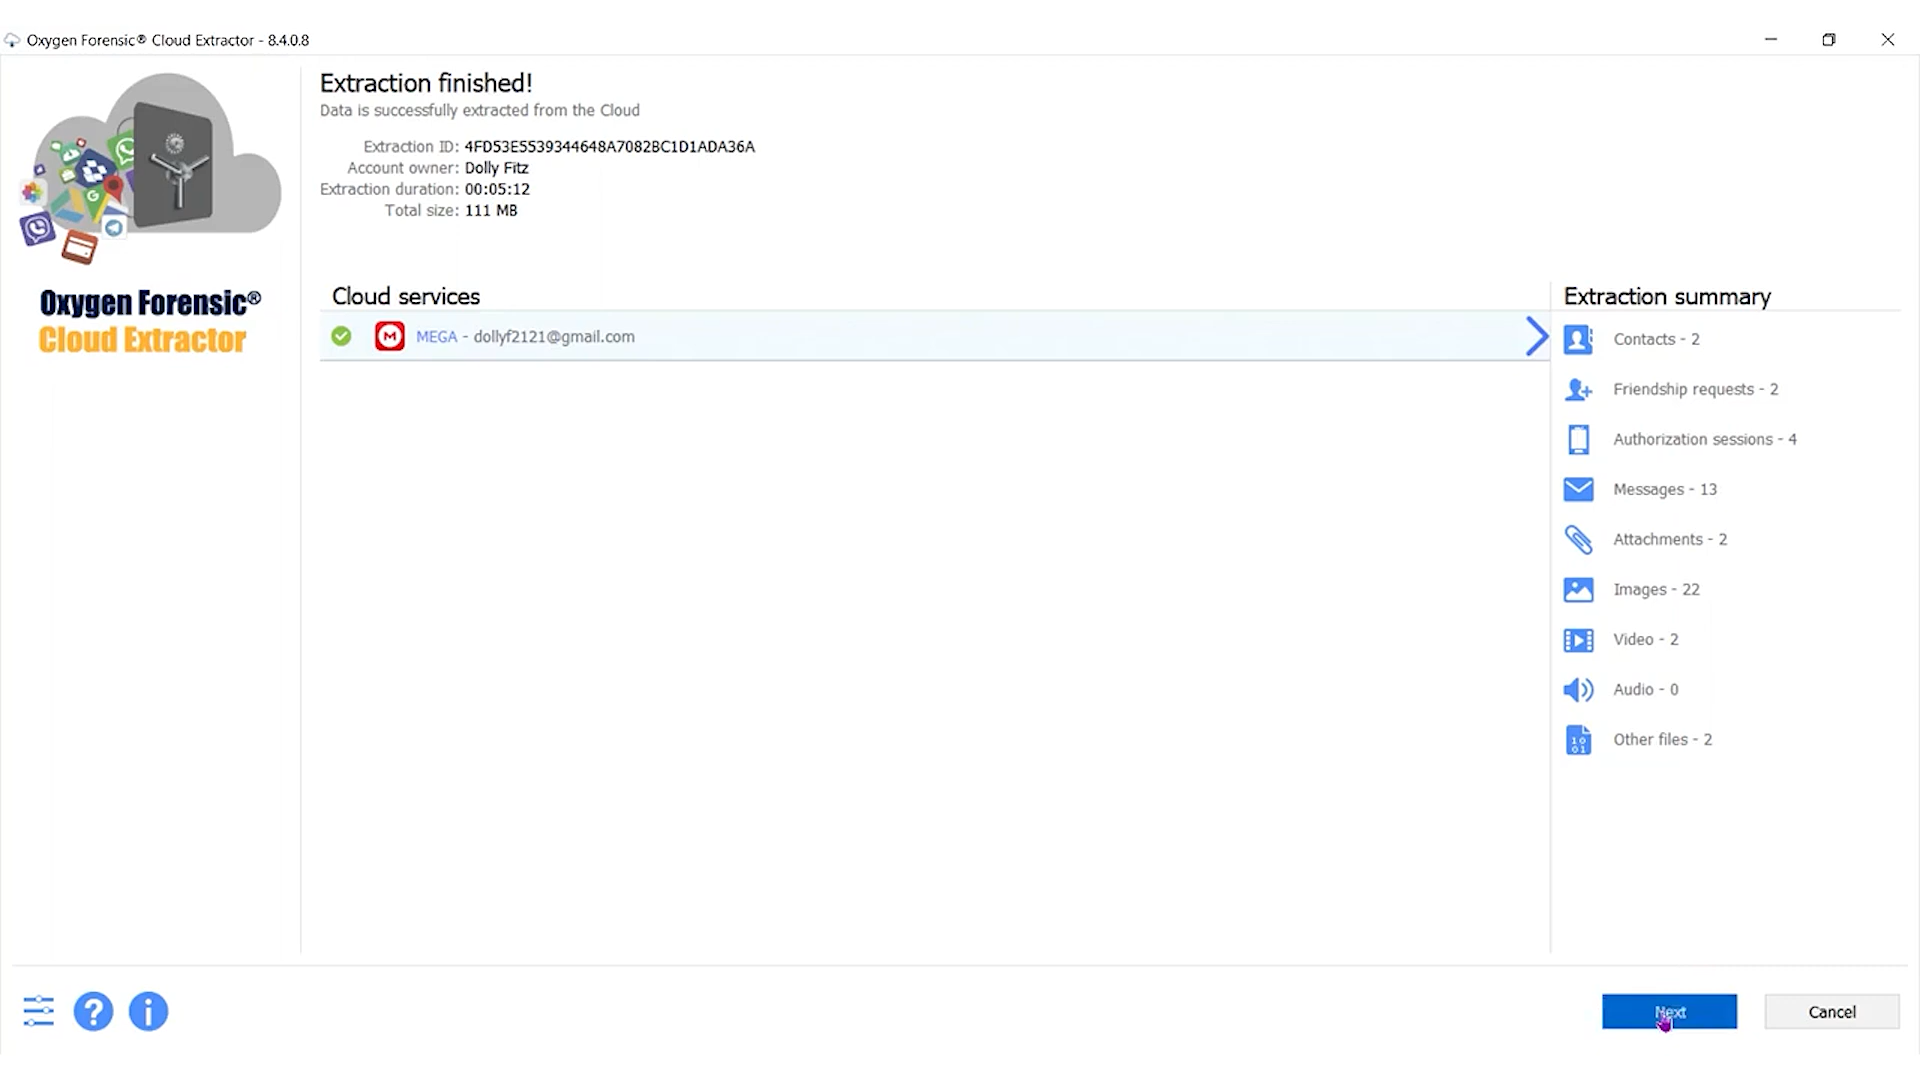 Oxygen Forensic® Cloud Extractor - 8.4.0.8
Oxygen Forensic®
Cloud Extractor
Extraction finished!
Data is successfully extracted from the Cloud
Extraction ID: 4FD53E5539344648A7082BC1D1ADA36A
Account owner: Dolly Fitz
Extraction duration: 00:05:12
Total size: 111 MB
Cloud services
MEGA - dollyf2121@gmail.com
Extraction summary
Contacts - 2
Friendship requests - 2
Authorization sessions - 4
Messages - 13
Attachments - 2
Images - 22
Video - 2
Audio - 0
Other files - 2
Next
Cancel